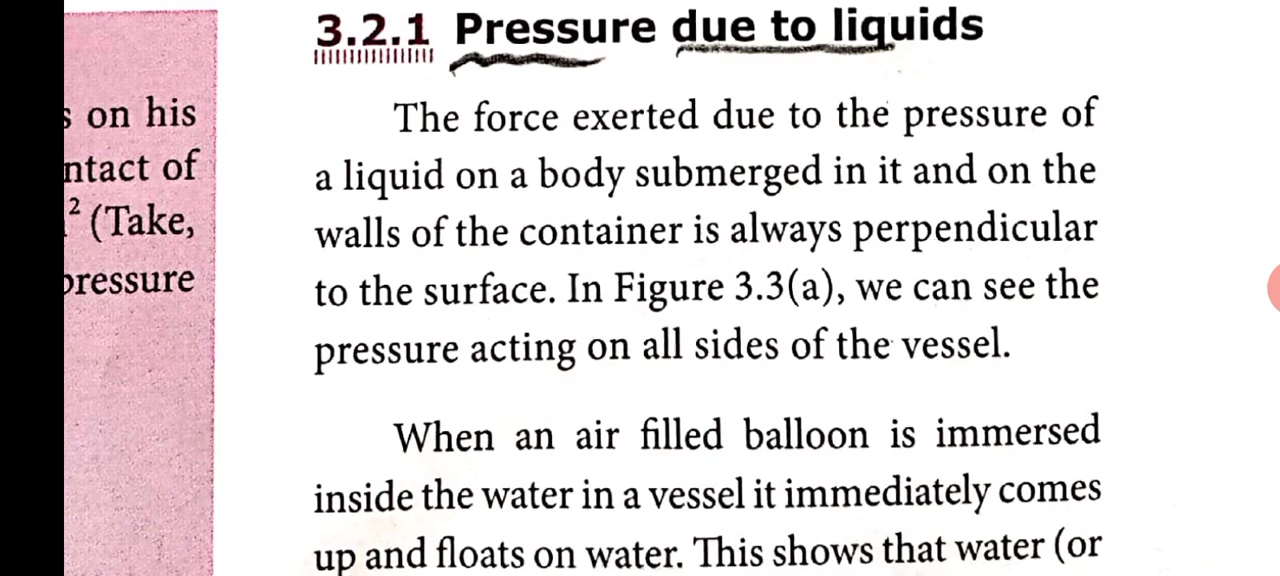 s on his
ntact of
² (Take,
pressure
3.2.1 Pressure due to liquids
The force exerted due to the pressure of
a liquid on a body submerged in it and on the
walls of the container is always perpendicular
to the surface. In Figure 3.3(a), we can see the
pressure acting on all sides of the vessel.
When an air filled balloon is immersed
inside the water in a vessel it immediately comes
up and floats on water. This shows that water (or